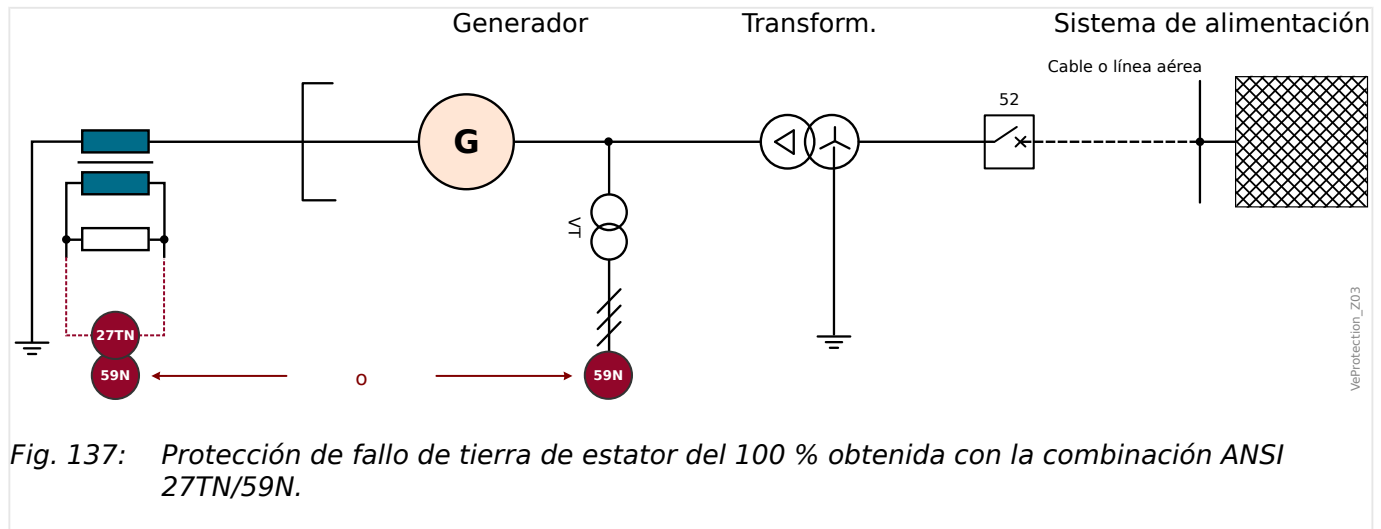 Generador
Transform.
Sistema de alimentación
Cable o línea aérea
52
G
VT
27TN
59N
o
59N
VeProtection_Z03
Fig. 137: Protección de fallo de tierra de estator del 100 % obtenida con la combinación ANSI
27TN/59N.